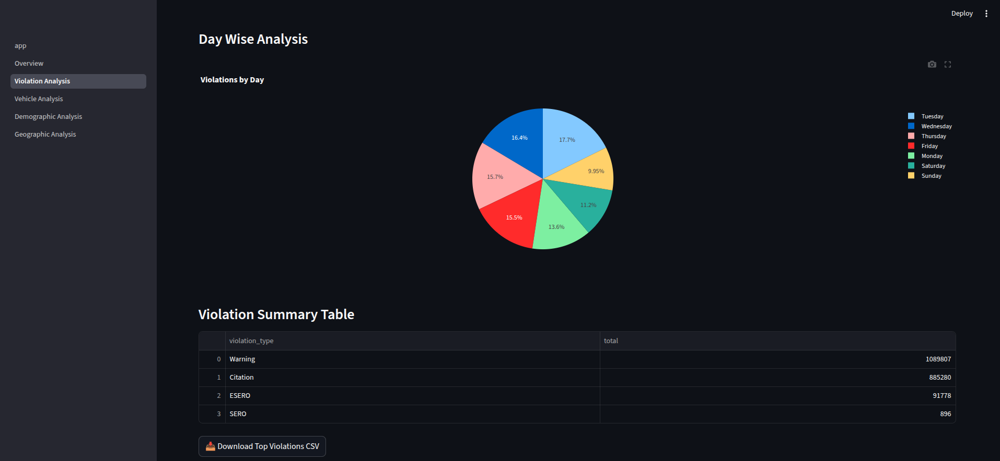 Deploy
app
Overview
Violation Analysis
Vehicle Analysis
Demographic Analysis
Geographic Analysis
Day Wise Analysis
Violations by Day
16.4%
17.7%
9.95%
15.7%
11.2%
15.5%
13.6%
Tuesday
Wednesday
Thursday
Friday
Monday
Saturday
Sunday
Violation Summary Table
violation_type total
0 Warning 1089807
1 Citation 885280
2 ESERO 91778
3 SERO 896
Download Top Violations CSV